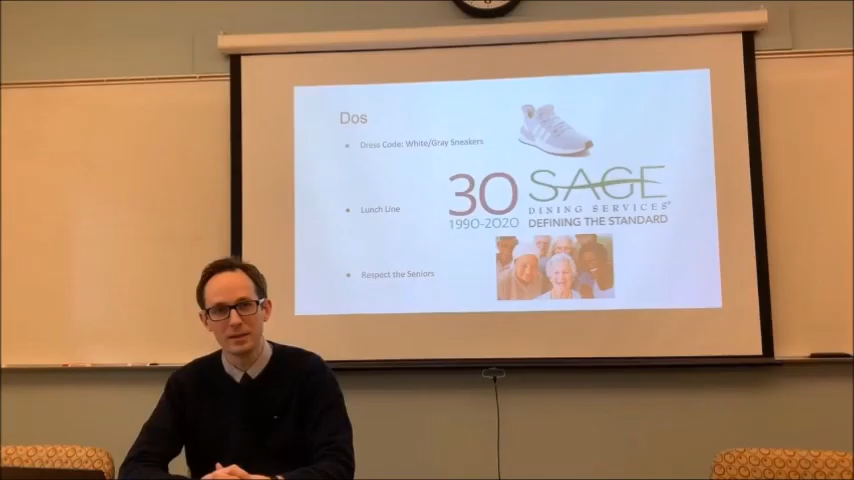 Dos
• Dress Code: White/Gray Sneakers
30
1990-2020
SAGE
DINING SERVICES®
DEFINING THE STANDARD
• Lunch Line
• Respect the Seniors